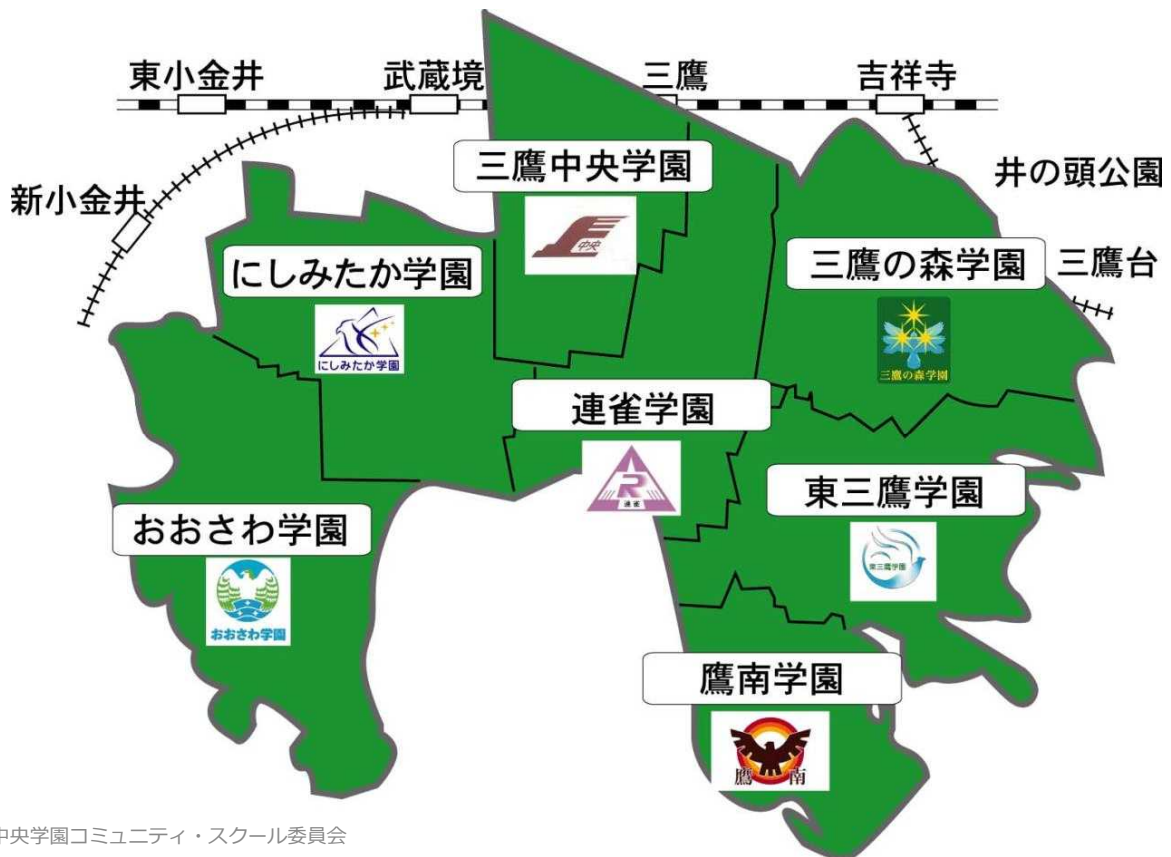 東小金井
武蔵境
三鷹
吉祥寺
新小金井
井の頭公園
三鷹台
三鷹中央学園
中央
にしみたか学園
にしみたか学園
三鷹の森学園
三鷹の森学園
連雀学園
R
連雀
東三鷹学園
東三鷹学園
おおさわ学園
おおさわ学園
鷹南学園
鷹南
中央学園コミュニティ・スクール委員会